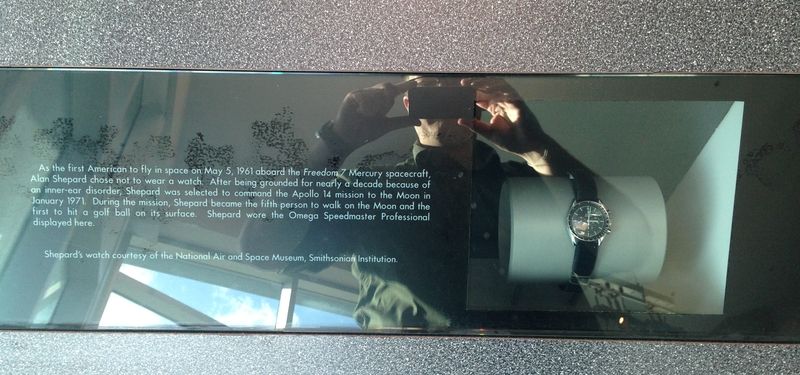 As the first American to fly in space on May 5, 1961 aboard the Freedom 7 Mercury spacecraft,
Alan Shepard chose not to wear a watch. After being grounded for nearly a decade because of
an inner-ear disorder, Shepard was selected to command the Apollo 14 mission to the Moon in
January 1971. During the mission, Shepard became the fifth person to walk on the Moon and the
first to hit a golf ball on its surface. Shepard wore the Omega Speedmaster Professional
displayed here.
Shepard's watch courtesy of the National Air and Space Museum, Smithsonian Institution.